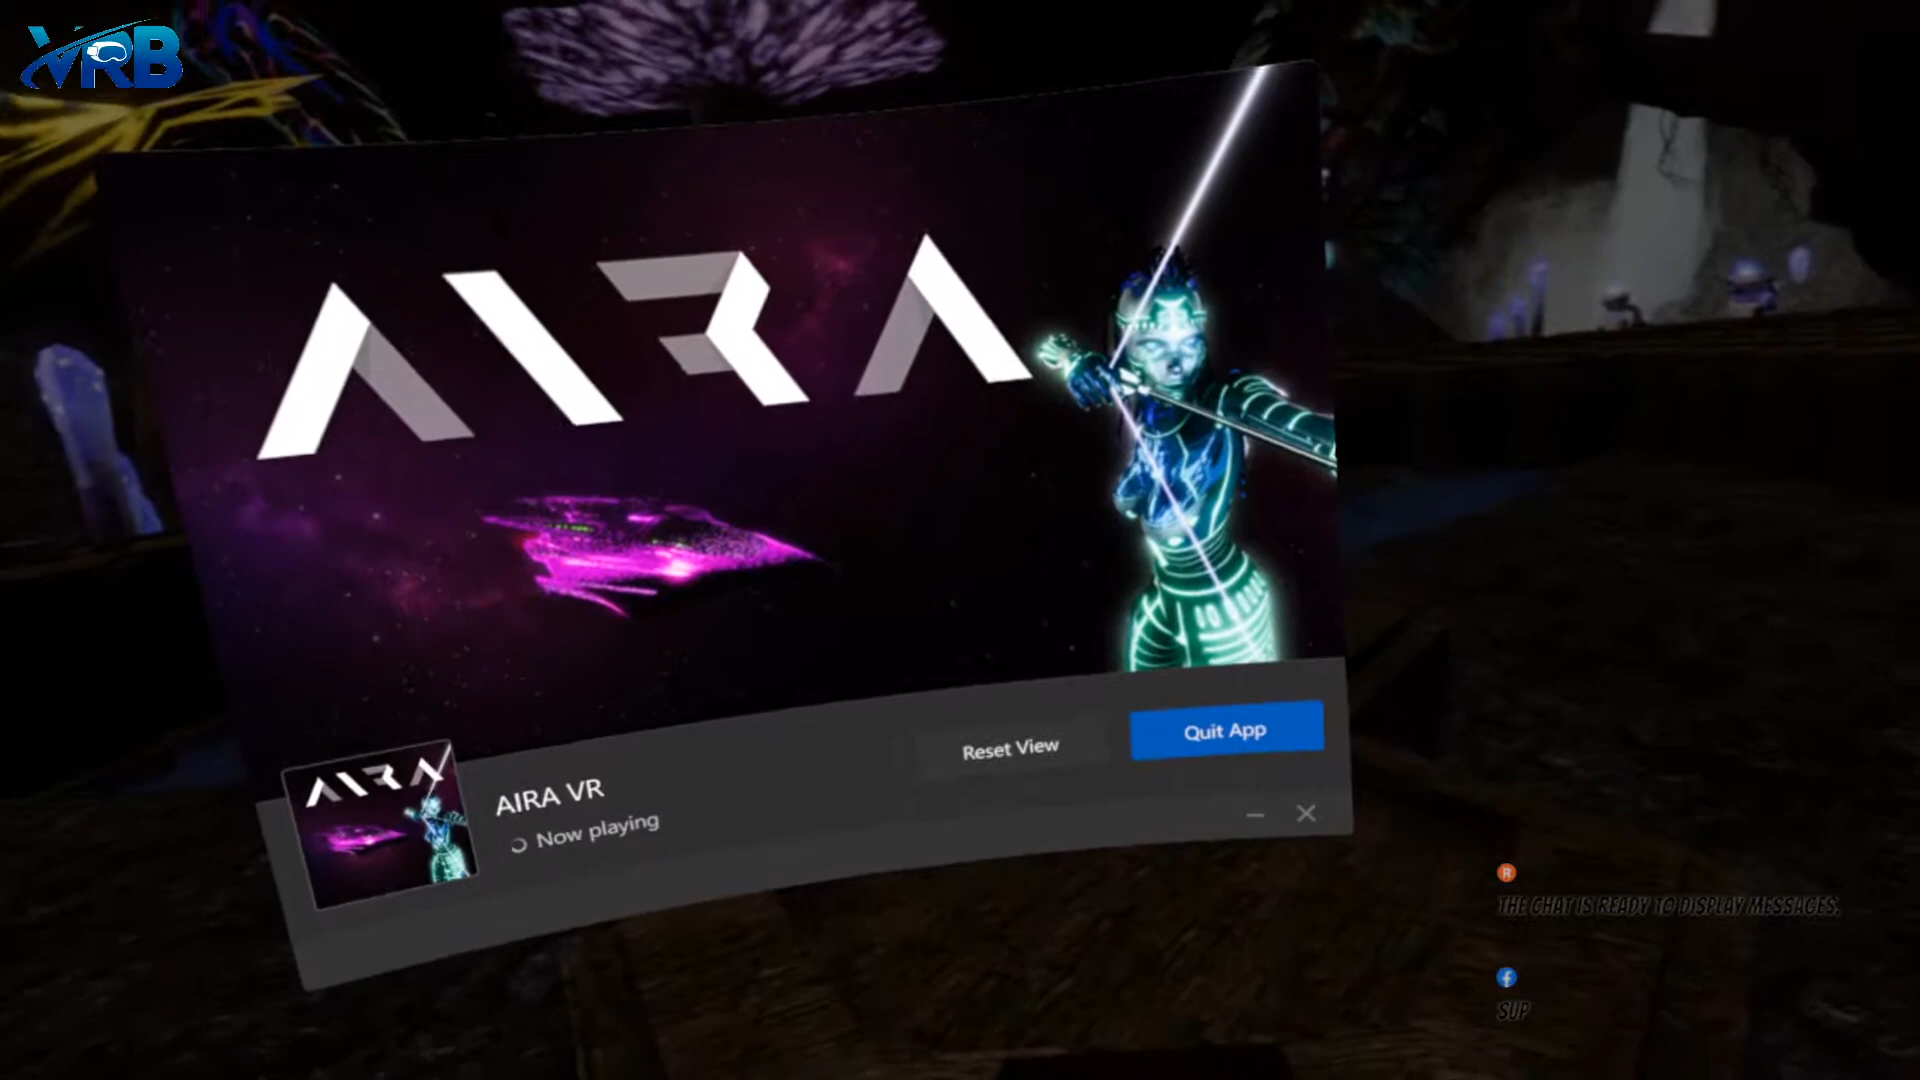 VRB
AIRA
AIRA
AIRA VR
Now playing
Reset View
Quit App
R
THE CHAT IS READY TO DISPLAY MESSAGES.
f
SUP